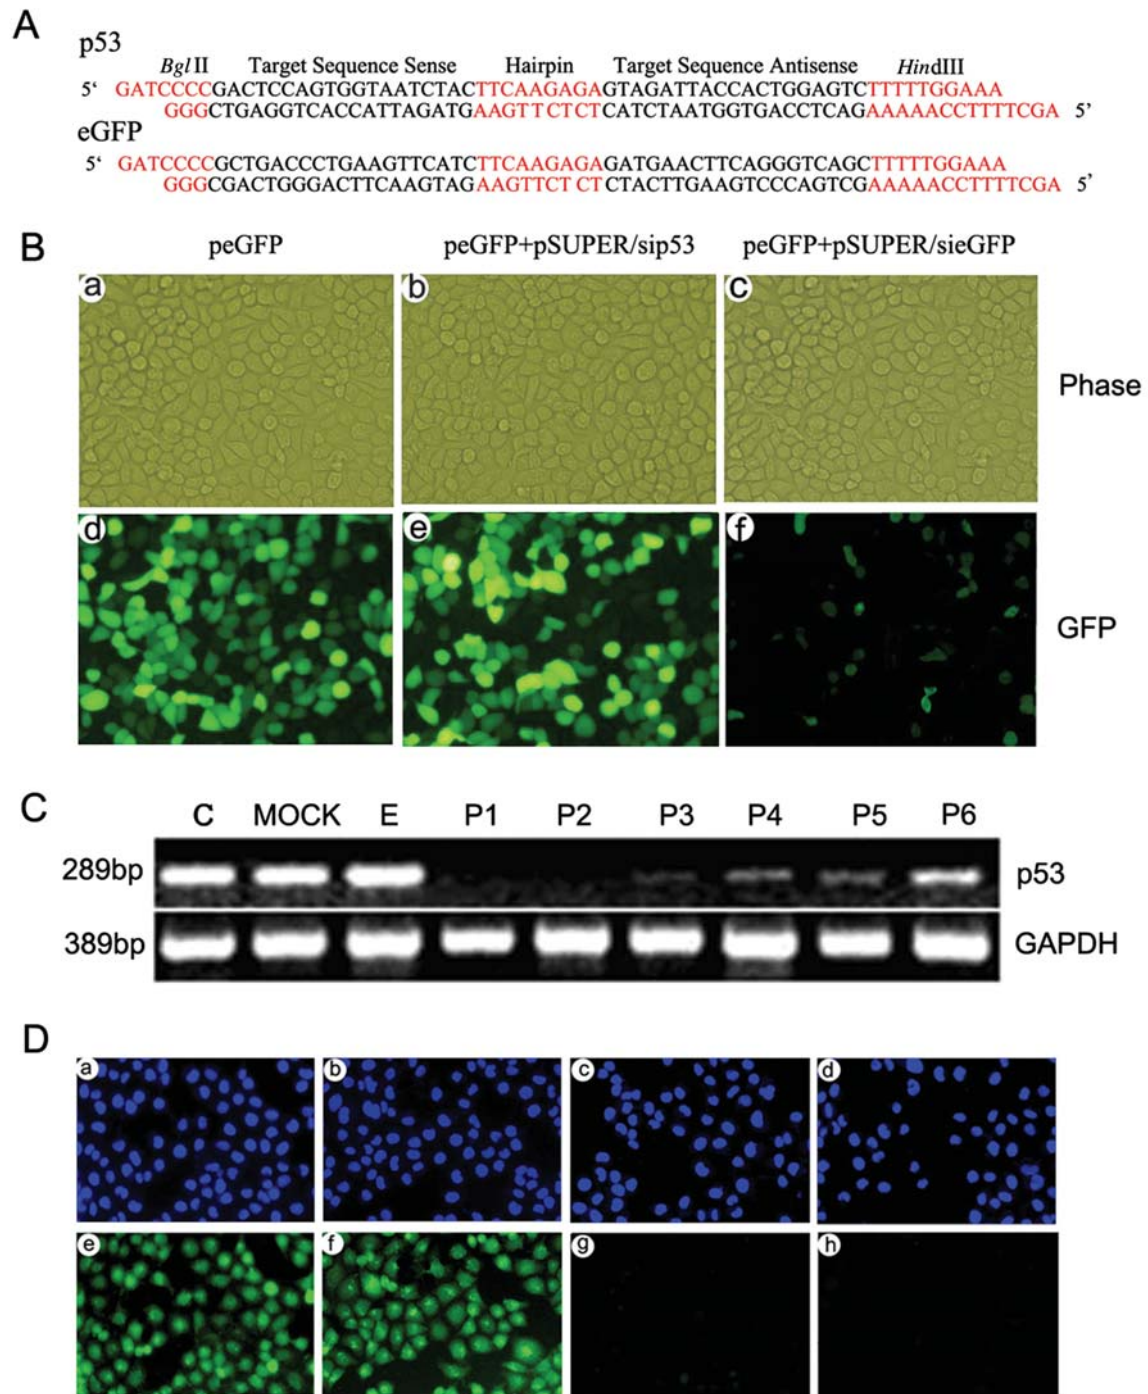 A
p53
BglII Target Sequence Sense Hairpin Target Sequence Antisense HindIII
5‘ GATCCCCGACTCCAGTGGTAATCTACTTCAAGAGAGTAGATTACCACTGGAGTCTTTTTGGAAA
GGGCTGAGGTCACCATTAGATGAAGTTCTCTCATCTAATGGTGACCTCAGAAAAACCTTTTCGA 5’
eGFP
5‘ GATCCCCGCTGACCCTGAAGTTCATCTTCAAGAGAGATGAACTTCAGGGTCAGCTTTTTGGAAA
GGGCGACTGGGACTTCAAGTAGAAGTTCTCTCTACTTGAAGTCCCAGTCGAAAAACCTTTTCGA 5’
B
peGFP peGFP+pSUPER/sip53 peGFP+pSUPER/sieGFP
a b c
Phase
d e f
GFP
C
C MOCK E P1 P2 P3 P4 P5 P6
289bp p53
389bp GAPDH
D
a b c d
e f g h